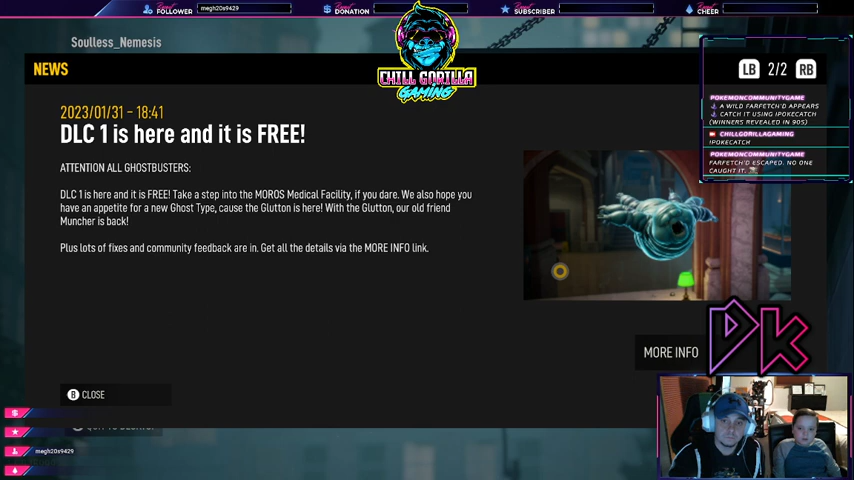 FOLLOWER
megh20s9429
DONATION
SUBSCRIBER
CHEER
Soulless_Nemesis
CHILL GORILLA
GAMING
NEWS
LB 2/2 RB
POKEMONCOMMUNITYGAME
A WILD FARFETCH'D APPEARS
CATCH IT USING !POKECATCH
(WINNERS REVEALED IN 90S)
CHILLGORILLAGAMING
!POKECATCH
POKEMONCOMMUNITYGAME
FARFETCH'D ESCAPED. NO ONE
CAUGHT IT.
2023/01/31 - 18:41
DLC 1 is here and it is FREE!
ATTENTION ALL GHOSTBUSTERS:
DLC 1 is here and it is FREE! Take a step into the MOROS Medical Facility, if you dare. We also hope you
have an appetite for a new Ghost Type, cause the Glutton is here! With the Glutton, our old friend
Muncher is back!
Plus lots of fixes and community feedback are in. Get all the details via the MORE INFO link.
MORE INFO
B CLOSE
megh20s9429